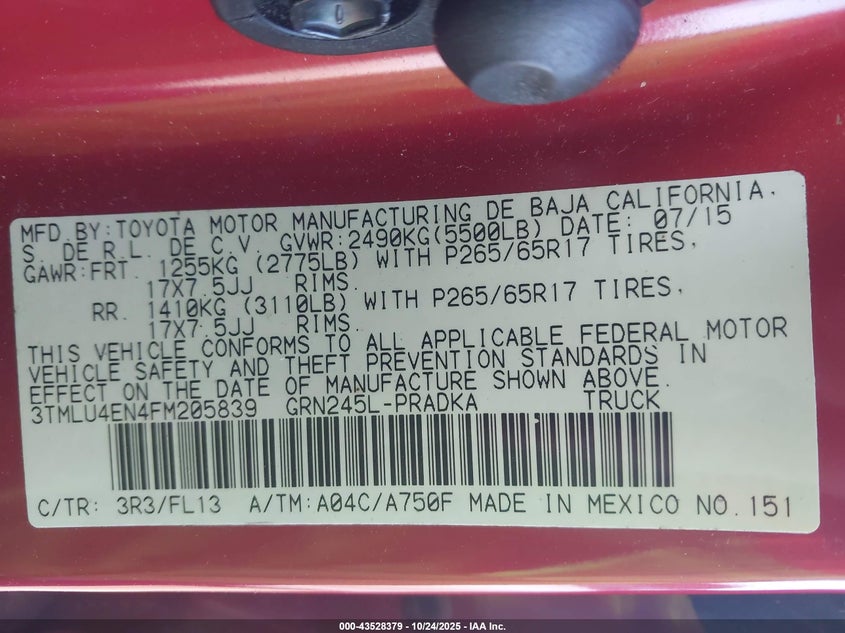 MFD.BY:TOYOTA MOTOR MANUFACTURING DE BAJA CALIFORNIA,
S. DE R.L. DE C.V. GVWR:2490KG(5500LB) DATE: 07/15
GAWR:FRT. 1255KG (2775LB) WITH P265/65R17 TIRES,
17X7.5JJ RIMS.
RR. 1410KG (3110LB) WITH P265/65R17 TIRES,
17X7.5JJ RIMS.
THIS VEHICLE CONFORMS TO ALL APPLICABLE FEDERAL MOTOR
VEHICLE SAFETY AND THEFT PREVENTION STANDARDS IN
EFFECT ON THE DATE OF MANUFACTURE SHOWN ABOVE.
3TMLU4EN4FM205839 GRN245L-PRADKA TRUCK
C/TR: 3R3/FL13 A/TM:A04C/A750F MADE IN MEXICO NO.151
000-43528379 | 10/24/2025 | IAA Inc.